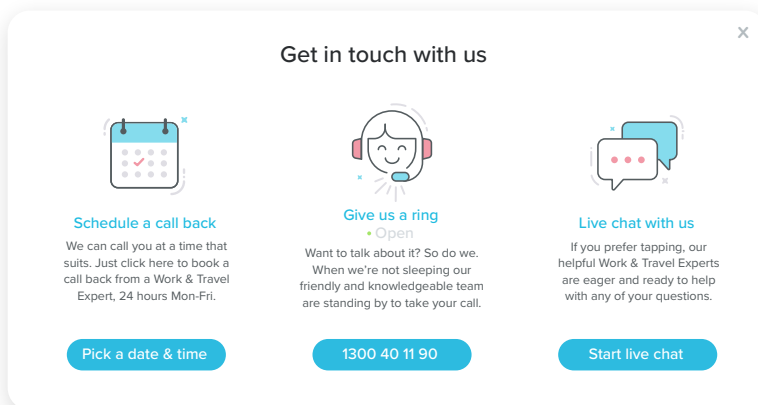 X
Get in touch with us
Schedule a call back
We can call you at a time that
suits. Just click here to book a
call back from a Work & Travel
Expert, 24 hours Mon-Fri.
Pick a date & time
Give us a ring
• Open
Want to talk about it? So do we.
When we’re not sleeping our
friendly and knowledgeable team
are standing by to take your call.
1300 40 11 90
Live chat with us
If you prefer tapping, our
helpful Work & Travel Experts
are eager and ready to help
with any of your questions.
Start live chat